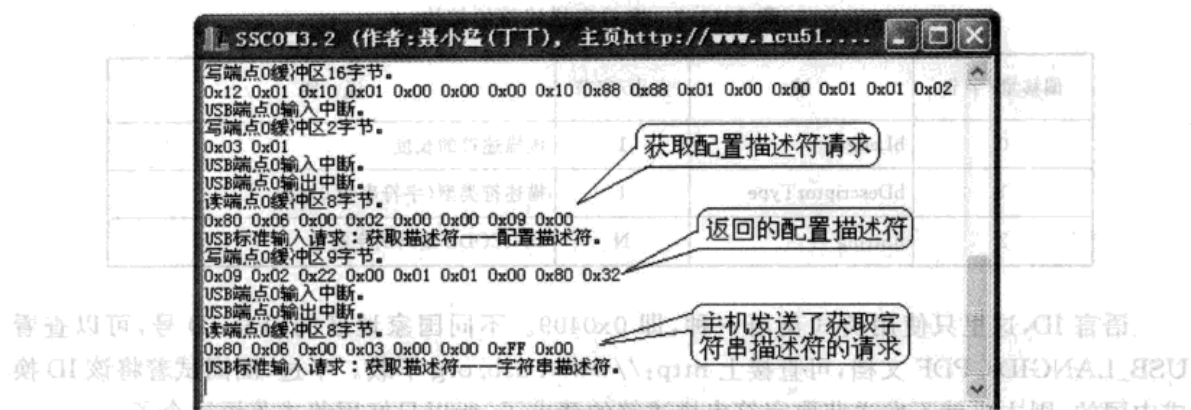 SSCOM3.2 (作者:聂小猛(丁丁), 主页http://www.mcu51....
写端点0缓冲区16字节。
0x12 0x01 0x10 0x01 0x00 0x00 0x00 0x10 0x88 0x88 0x01 0x00 0x00 0x01 0x01 0x02
USB端点0输入中断。
写端点0缓冲区2字节。
0x03 0x01
USB端点0输入中断。
USB端点0输出中断。
读端点0缓冲区8字节。
0x80 0x06 0x00 0x02 0x00 0x00 0x09 0x00
USB标准输入请求：获取描述符——配置描述符。
写端点0缓冲区9字节。
0x09 0x02 0x22 0x00 0x01 0x01 0x00 0x80 0x32
USB端点0输入中断。
USB端点0输出中断。
读端点0缓冲区8字节。
0x80 0x06 0x00 0x03 0x00 0x00 0xFF 0x00
USB标准输入请求：获取描述符——字符串描述符。
获取配置描述符请求
返回的配置描述符
主机发送了获取字
符串描述符的请求